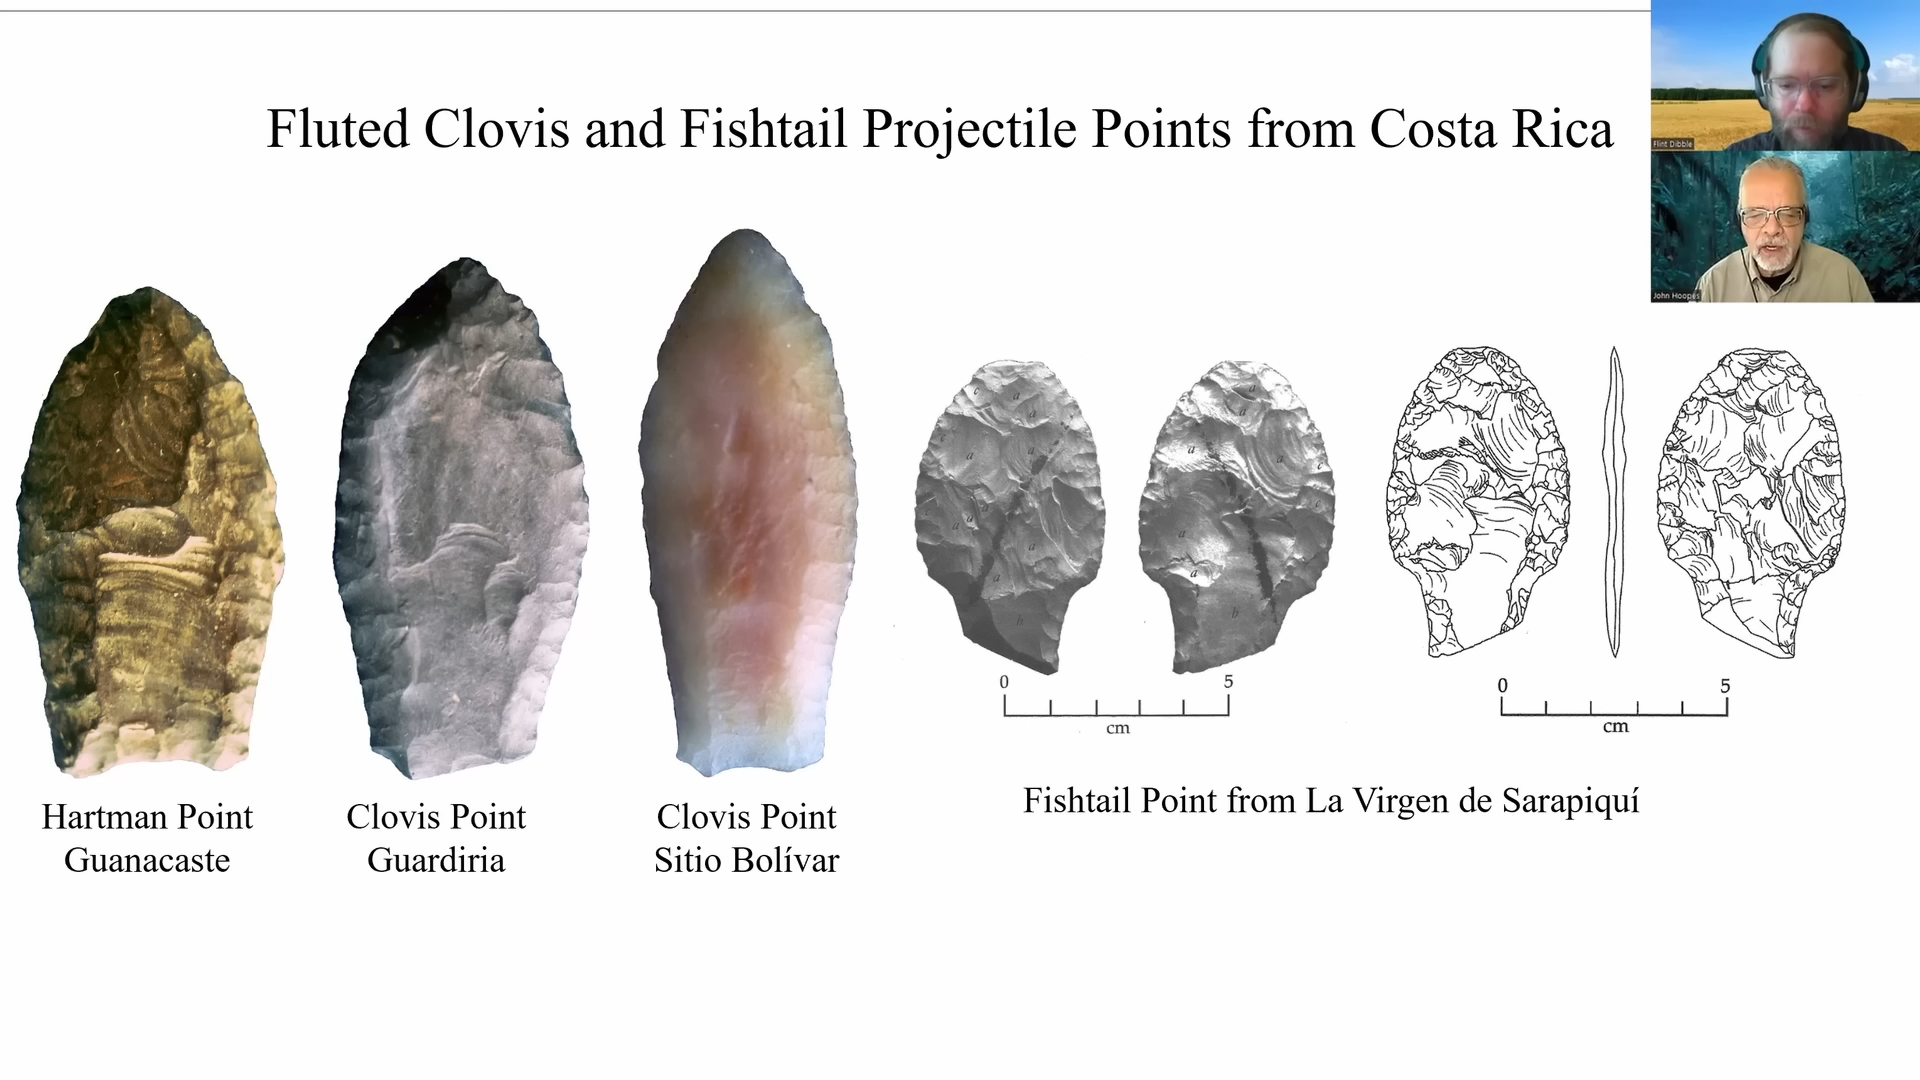 Fluted Clovis and Fishtail Projectile Points from Costa Rica
Flint Dibble
John Hoopes
c
a
a
a
c
a
a
a
c
a
a
a
a
b
a
a
a
a
c
c
a
a
b
0
5
cm
0
5
cm
Hartman Point
Guanacaste
Clovis Point
Guardiria
Clovis Point
Sitio Bolívar
Fishtail Point from La Virgen de Sarapiquí